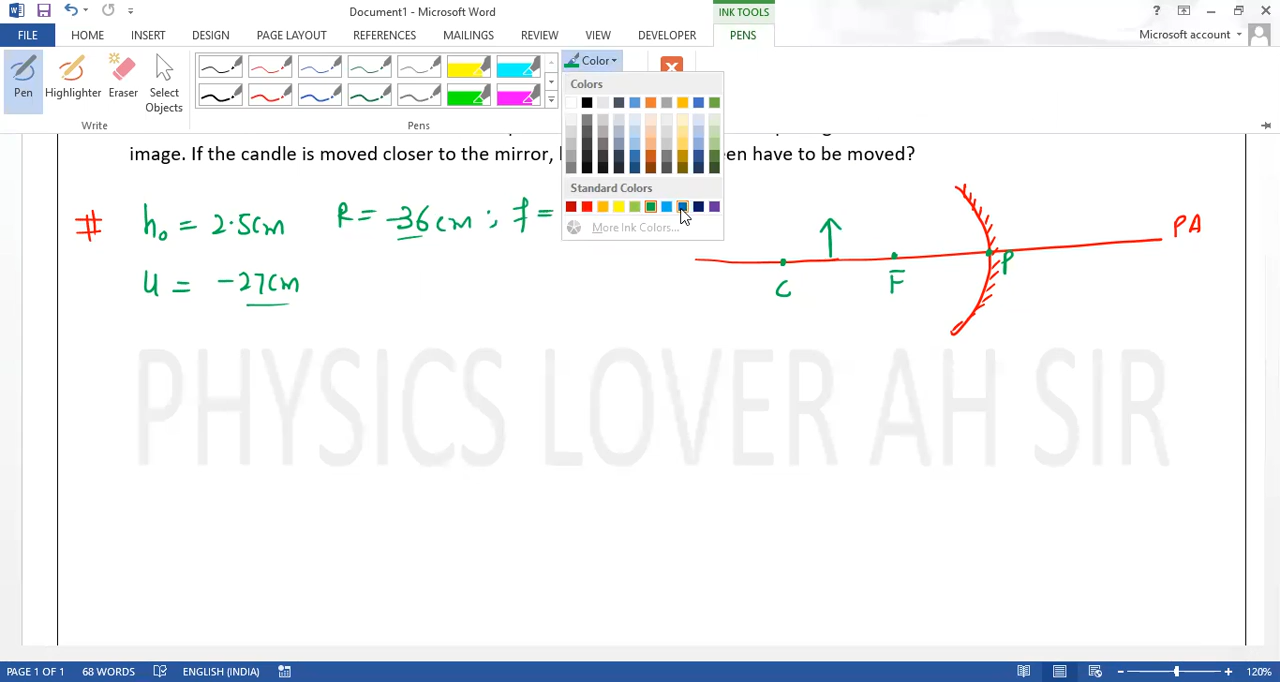 Document1 - Microsoft Word
INK TOOLS
?
FILE
HOME
INSERT
DESIGN
PAGE LAYOUT
REFERENCES
MAILINGS
REVIEW
VIEW
DEVELOPER
PENS
Microsoft account
Pen
Highlighter
Eraser
Select
Objects
Write
Pens
Color
Colors
Standard Colors
More Ink Colors...
image. If the candle is moved closer to the mirror,
have to be moved?
# h₀ = 2.5cm R = -36cm ; f =
u = -27cm
C
F
P
PA
PHYSICS LOVER AH SIR
PAGE 1 OF 1
68 WORDS
ENGLISH (INDIA)
120%